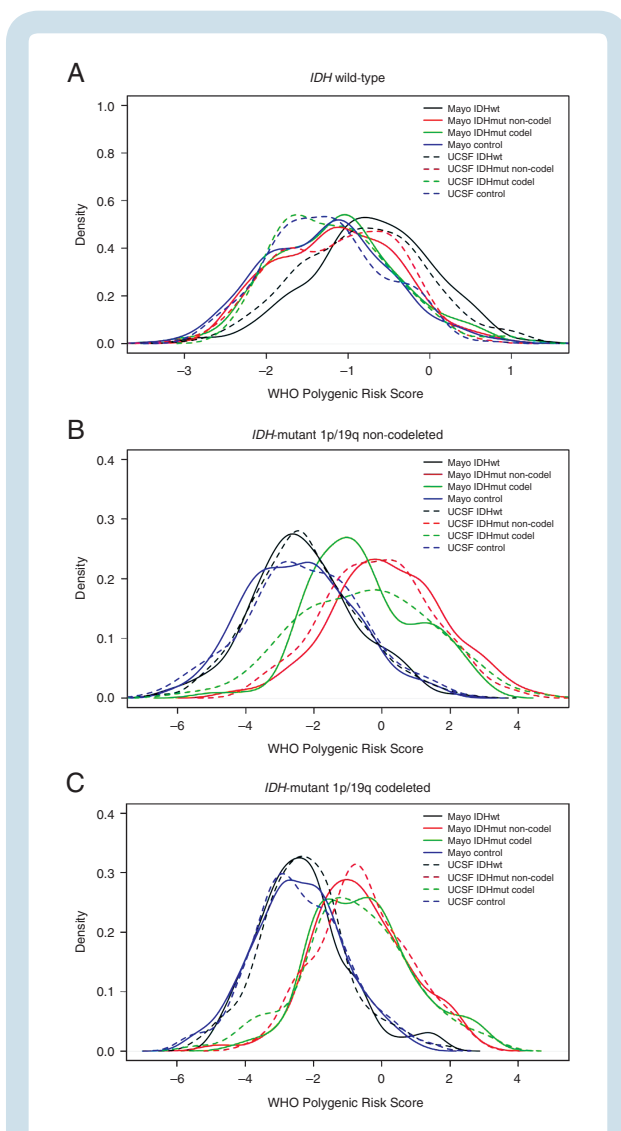 A
IDH wild-type
1.0
0.8
0.6
0.4
0.2
0.0
Density
Mayo IDHwt
Mayo IDHmut non-codel
Mayo IDHmut codel
Mayo control
UCSF IDHwt
UCSF IDHmut non-codel
UCSF IDHmut codel
UCSF control
−3 −2 −1 0 1
WHO Polygenic Risk Score
B
IDH-mutant 1p/19q non-codeleted
0.4
0.3
0.2
0.1
0.0
Density
Mayo IDHwt
Mayo IDHmut non-codel
Mayo IDHmut codel
Mayo control
UCSF IDHwt
UCSF IDHmut non-codel
UCSF IDHmut codel
UCSF control
−6 −4 −2 0 2 4
WHO Polygenic Risk Score
C
IDH-mutant 1p/19q codeleted
0.4
0.3
0.2
0.1
0.0
Density
Mayo IDHwt
Mayo IDHmut non-codel
Mayo IDHmut codel
Mayo control
UCSF IDHwt
UCSF IDHmut non-codel
UCSF IDHmut codel
UCSF control
−6 −4 −2 0 2 4
WHO Polygenic Risk Score